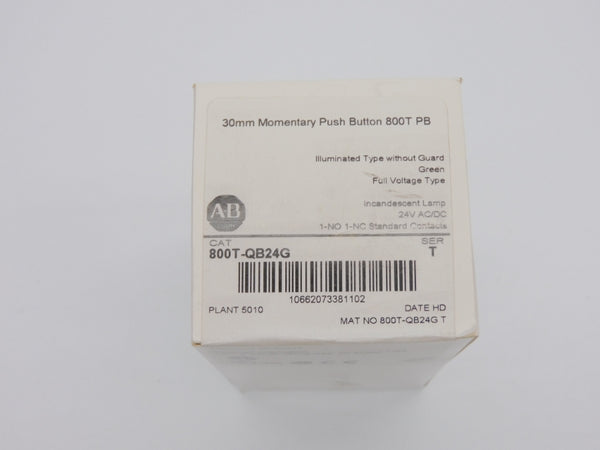 30mm Momentary Push Button 800T PB
Illuminated Type without Guard
Green
Full Voltage Type
Incandescent Lamp
24V AC/DC
1-NO 1-NC Standard Contacts
AB
CAT
SER
800T-QB24G
T
10662073381102
PLANT 5010
DATE HD
MAT NO 800T-QB24G T